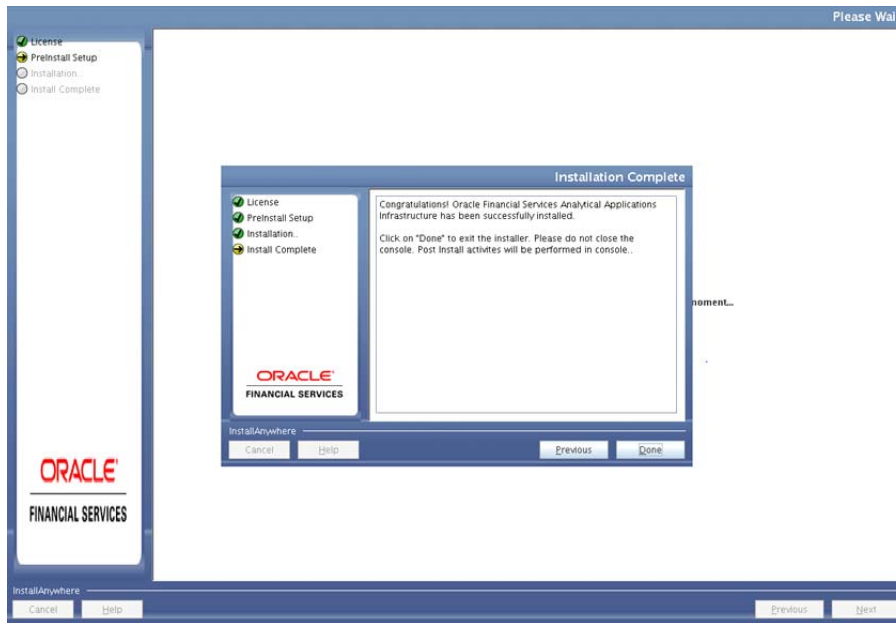 Please Wai
License
PreInstall Setup
Installation..
Install Complete
Installation Complete
License
PreInstall Setup
Installation..
Install Complete
Congratulations! Oracle Financial Services Analytical Applications
Infrastructure has been successfully installed.
Click on "Done" to exit the installer. Please do not close the
console. Post Install activites will be performed in console..
noment...
ORACLE
FINANCIAL SERVICES
InstallAnywhere
Cancel Help Previous Done
ORACLE
FINANCIAL SERVICES
InstallAnywhere
Cancel Help Previous Next